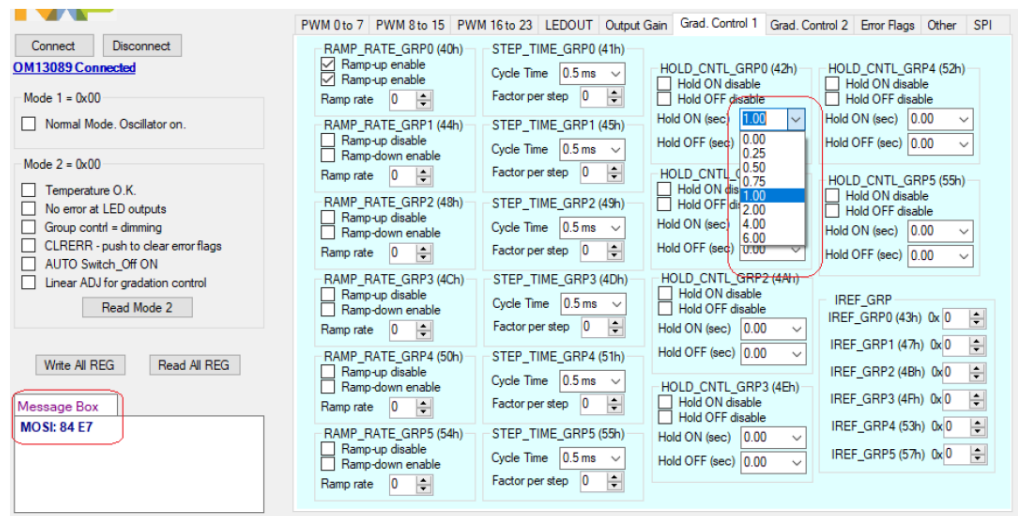 Connect Disconnect
OM13089 Connected
Mode 1 = 0x00
Normal Mode. Oscillator on.
Mode 2 = 0x00
Temperature O.K.
No error at LED outputs
Group contrl = dimming
CLRERR - push to clear error flags
AUTO Switch_Off ON
Linear ADJ for gradation control
Read Mode 2
Write All REG Read All REG
Message Box
MOSI: 84 E7
PWM 0 to 7 PWM 8 to 15 PWM 16 to 23 LEDOUT Output Gain Grad. Control 1 Grad. Control 2 Error Flags Other SPI
RAMP_RATE_GRP0 (40h)
Ramp-up enable
Ramp-up enable
Ramp rate 0
RAMP_RATE_GRP1 (44h)
Ramp-up disable
Ramp-down enable
Ramp rate 0
RAMP_RATE_GRP2 (48h)
Ramp-up disable
Ramp-down enable
Ramp rate 0
RAMP_RATE_GRP3 (4Ch)
Ramp-up disable
Ramp-down enable
Ramp rate 0
RAMP_RATE_GRP4 (50h)
Ramp-up disable
Ramp-down enable
Ramp rate 0
RAMP_RATE_GRP5 (54h)
Ramp-up disable
Ramp-down enable
Ramp rate 0
STEP_TIME_GRP0 (41h)
Cycle Time 0.5 ms
Factor per step 0
STEP_TIME_GRP1 (45h)
Cycle Time 0.5 ms
Factor per step 0
STEP_TIME_GRP2 (49h)
Cycle Time 0.5 ms
Factor per step 0
STEP_TIME_GRP3 (4Dh)
Cycle Time 0.5 ms
Factor per step 0
STEP_TIME_GRP4 (51h)
Cycle Time 0.5 ms
Factor per step 0
STEP_TIME_GRP5 (55h)
Cycle Time 0.5 ms
Factor per step 0
HOLD_CNTL_GRP0 (42h)
Hold ON disable
Hold OFF disable
Hold ON (sec) 1.00
Hold OFF (sec)
0.00
0.25
0.50
0.75
1.00
2.00
4.00
6.00
Hold ON (sec)
Hold OFF (sec) 0.00
HOLD_CNTL_GRP2 (4Ah)
Hold ON disable
Hold OFF disable
Hold ON (sec) 0.00
Hold OFF (sec) 0.00
HOLD_CNTL_GRP3 (4Eh)
Hold ON disable
Hold OFF disable
Hold ON (sec) 0.00
Hold OFF (sec) 0.00
HOLD_CNTL_GRP4 (52h)
Hold ON disable
Hold OFF disable
Hold ON (sec) 0.00
Hold OFF (sec) 0.00
HOLD_CNTL_GRP5 (55h)
Hold ON disable
Hold OFF disable
Hold ON (sec) 0.00
Hold OFF (sec) 0.00
IREF_GRP
IREF_GRP0 (43h) 0x 0
IREF_GRP1 (47h) 0x 0
IREF_GRP2 (4Bh) 0x 0
IREF_GRP3 (4Fh) 0x 0
IREF_GRP4 (53h) 0x 0
IREF_GRP5 (57h) 0x 0